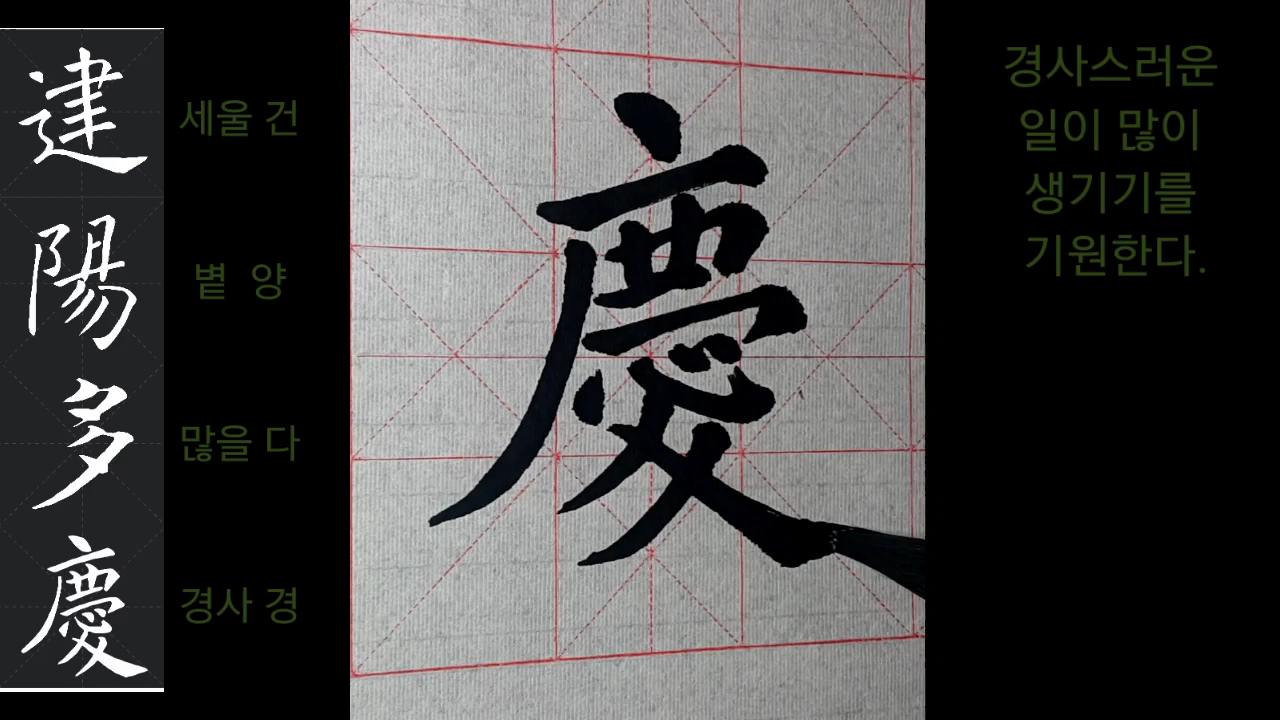 建陽多慶
세울 건
볕 양
많을 다
경사 경
慶
경사스러운
일이 많이
생기기를
기원한다.